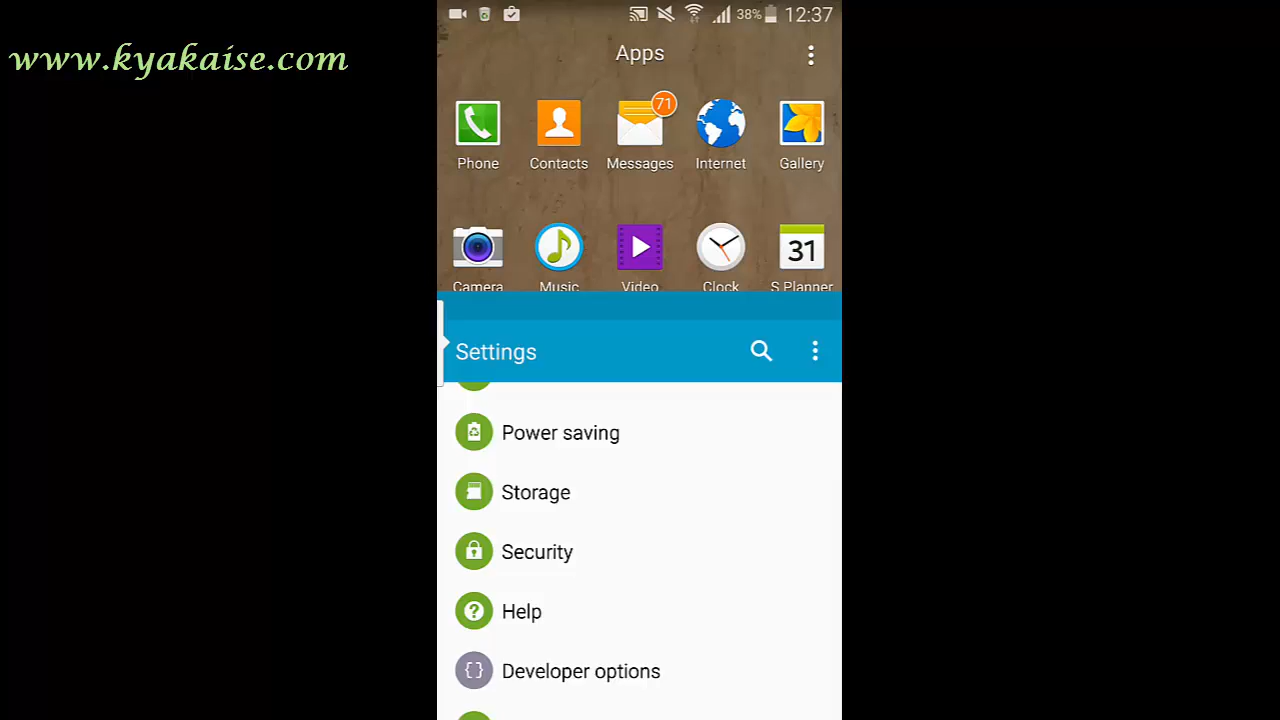 www.kyakaise.com
38% 12:37
Apps
Phone Contacts Messages Internet Gallery
71
Camera Music Video Clock S Planner
31
Settings
Power saving
Storage
Security
Help
Developer options